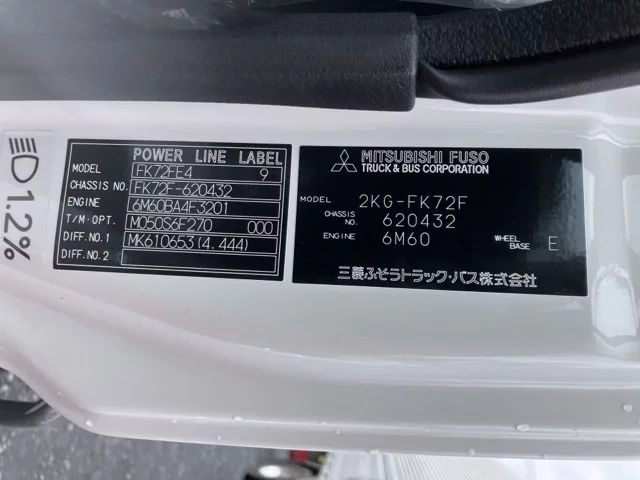 1.2%
POWER LINE LABEL
MODEL FK72FE4 9
CHASSIS NO. FK72F-620432
ENGINE 6M60BA4F3201
T/M·OPT. M050S6F270 000
DIFF. NO.1 MK610653(4.444)
DIFF. NO.2
MITSUBISHI FUSO
TRUCK & BUS CORPORATION
MODEL 2KG-FK72F
CHASSIS NO. 620432
ENGINE 6M60 WHEEL BASE E
三菱ふそうトラック・バス株式会社